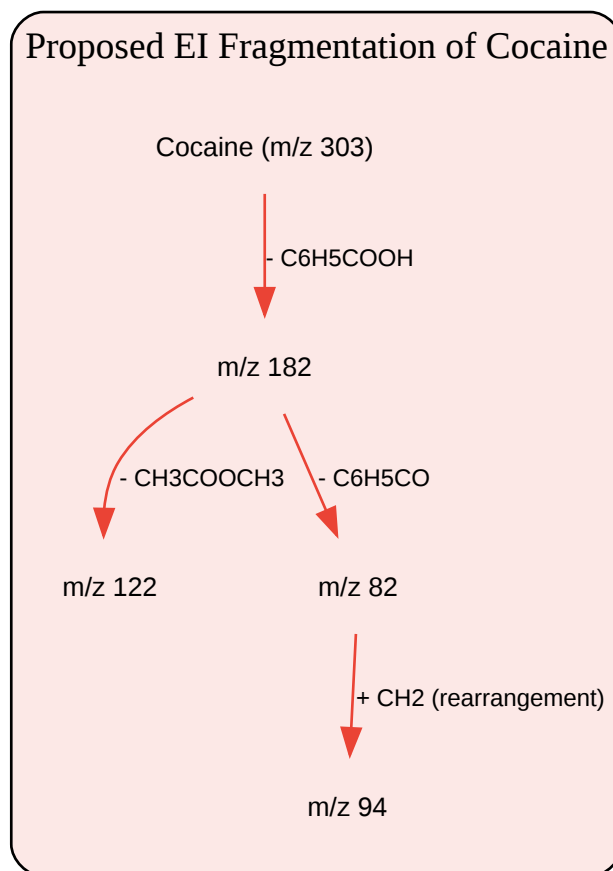 Proposed EI Fragmentation of Cocaine
Cocaine (m/z 303)
- C6H5COOH
m/z 182
- CH3COOCH3
- C6H5CO
m/z 122
m/z 82
+ CH2 (rearrangement)
m/z 94